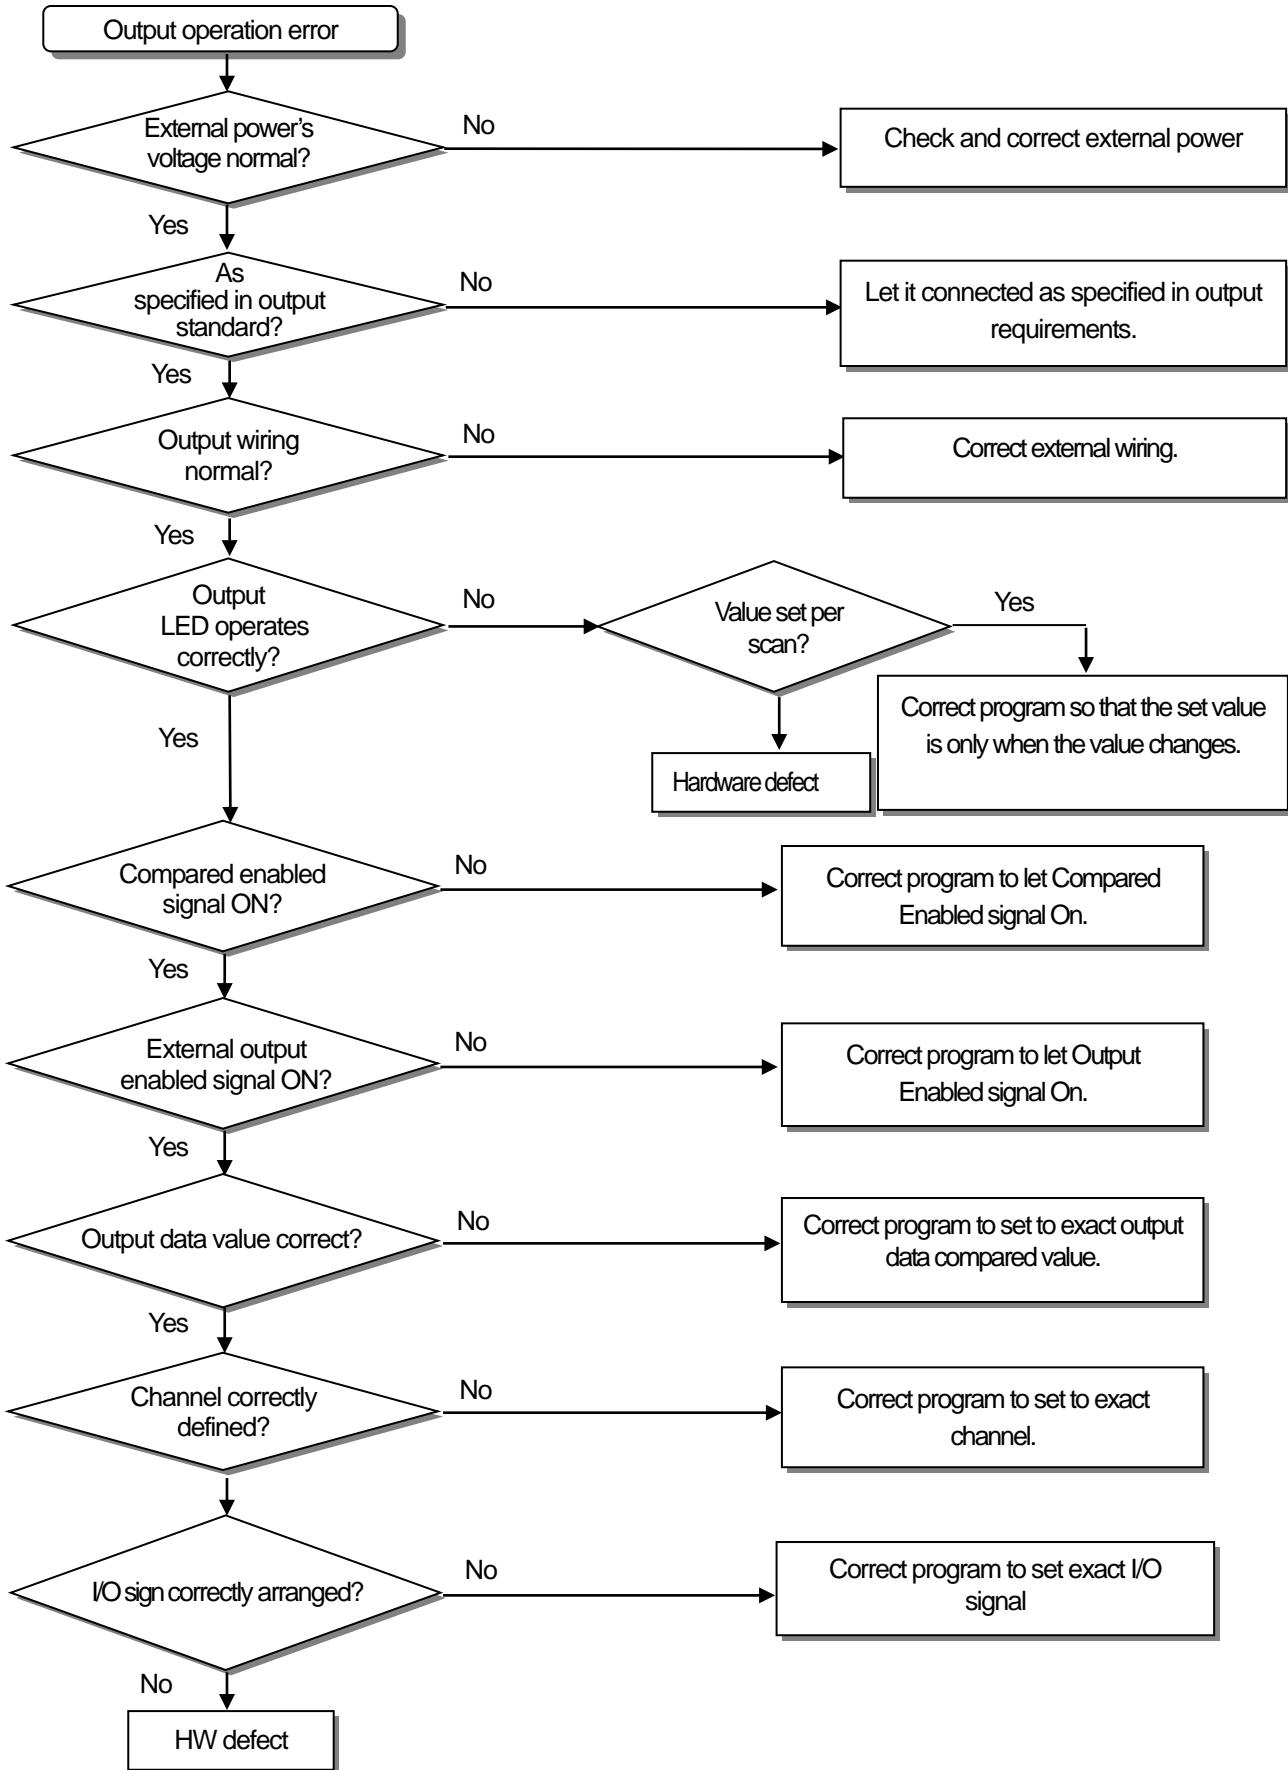 Output operation error
External power's
voltage normal?
No
Check and correct external power
Yes
As
specified in output
standard?
No
Let it connected as specified in output
requirements.
Yes
Output wiring
normal?
No
Correct external wiring.
Yes
Output
LED operates
correctly?
No
Value set per
scan?
Yes
Correct program so that the set value
is only when the value changes.
Hardware defect
Yes
Compared enabled
signal ON?
No
Correct program to let Compared
Enabled signal On.
Yes
External output
enabled signal ON?
No
Correct program to let Output
Enabled signal On.
Yes
Output data value correct?
No
Correct program to set to exact output
data compared value.
Yes
Channel correctly
defined?
No
Correct program to set to exact
channel.
I/O sign correctly arranged?
No
Correct program to set exact I/O
signal
No
HW defect